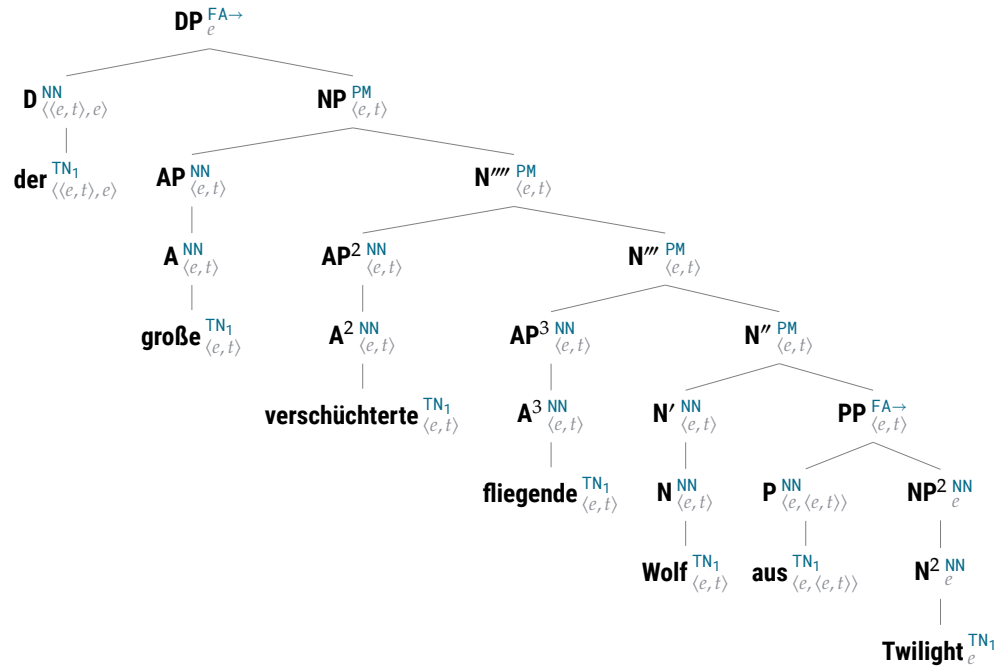 DP FA→ e
D NN ⟨⟨e, t⟩, e⟩ NP PM ⟨e, t⟩
der TN₁ ⟨⟨e, t⟩, e⟩ AP NN ⟨e, t⟩ N″″ PM ⟨e, t⟩
A NN ⟨e, t⟩ AP² NN ⟨e, t⟩ N‴ PM ⟨e, t⟩
große TN₁ ⟨e, t⟩ A² NN ⟨e, t⟩ AP³ NN ⟨e, t⟩ N″ PM ⟨e, t⟩
verschüchterte TN₁ ⟨e, t⟩ A³ NN ⟨e, t⟩ N′ NN ⟨e, t⟩ PP FA→ ⟨e, t⟩
fliegende TN₁ ⟨e, t⟩ N NN ⟨e, t⟩ P NN ⟨e, ⟨e, t⟩⟩ NP² NN e
Wolf TN₁ ⟨e, t⟩ aus TN₁ ⟨e, ⟨e, t⟩⟩ N² NN e
Twilight TN₁ e